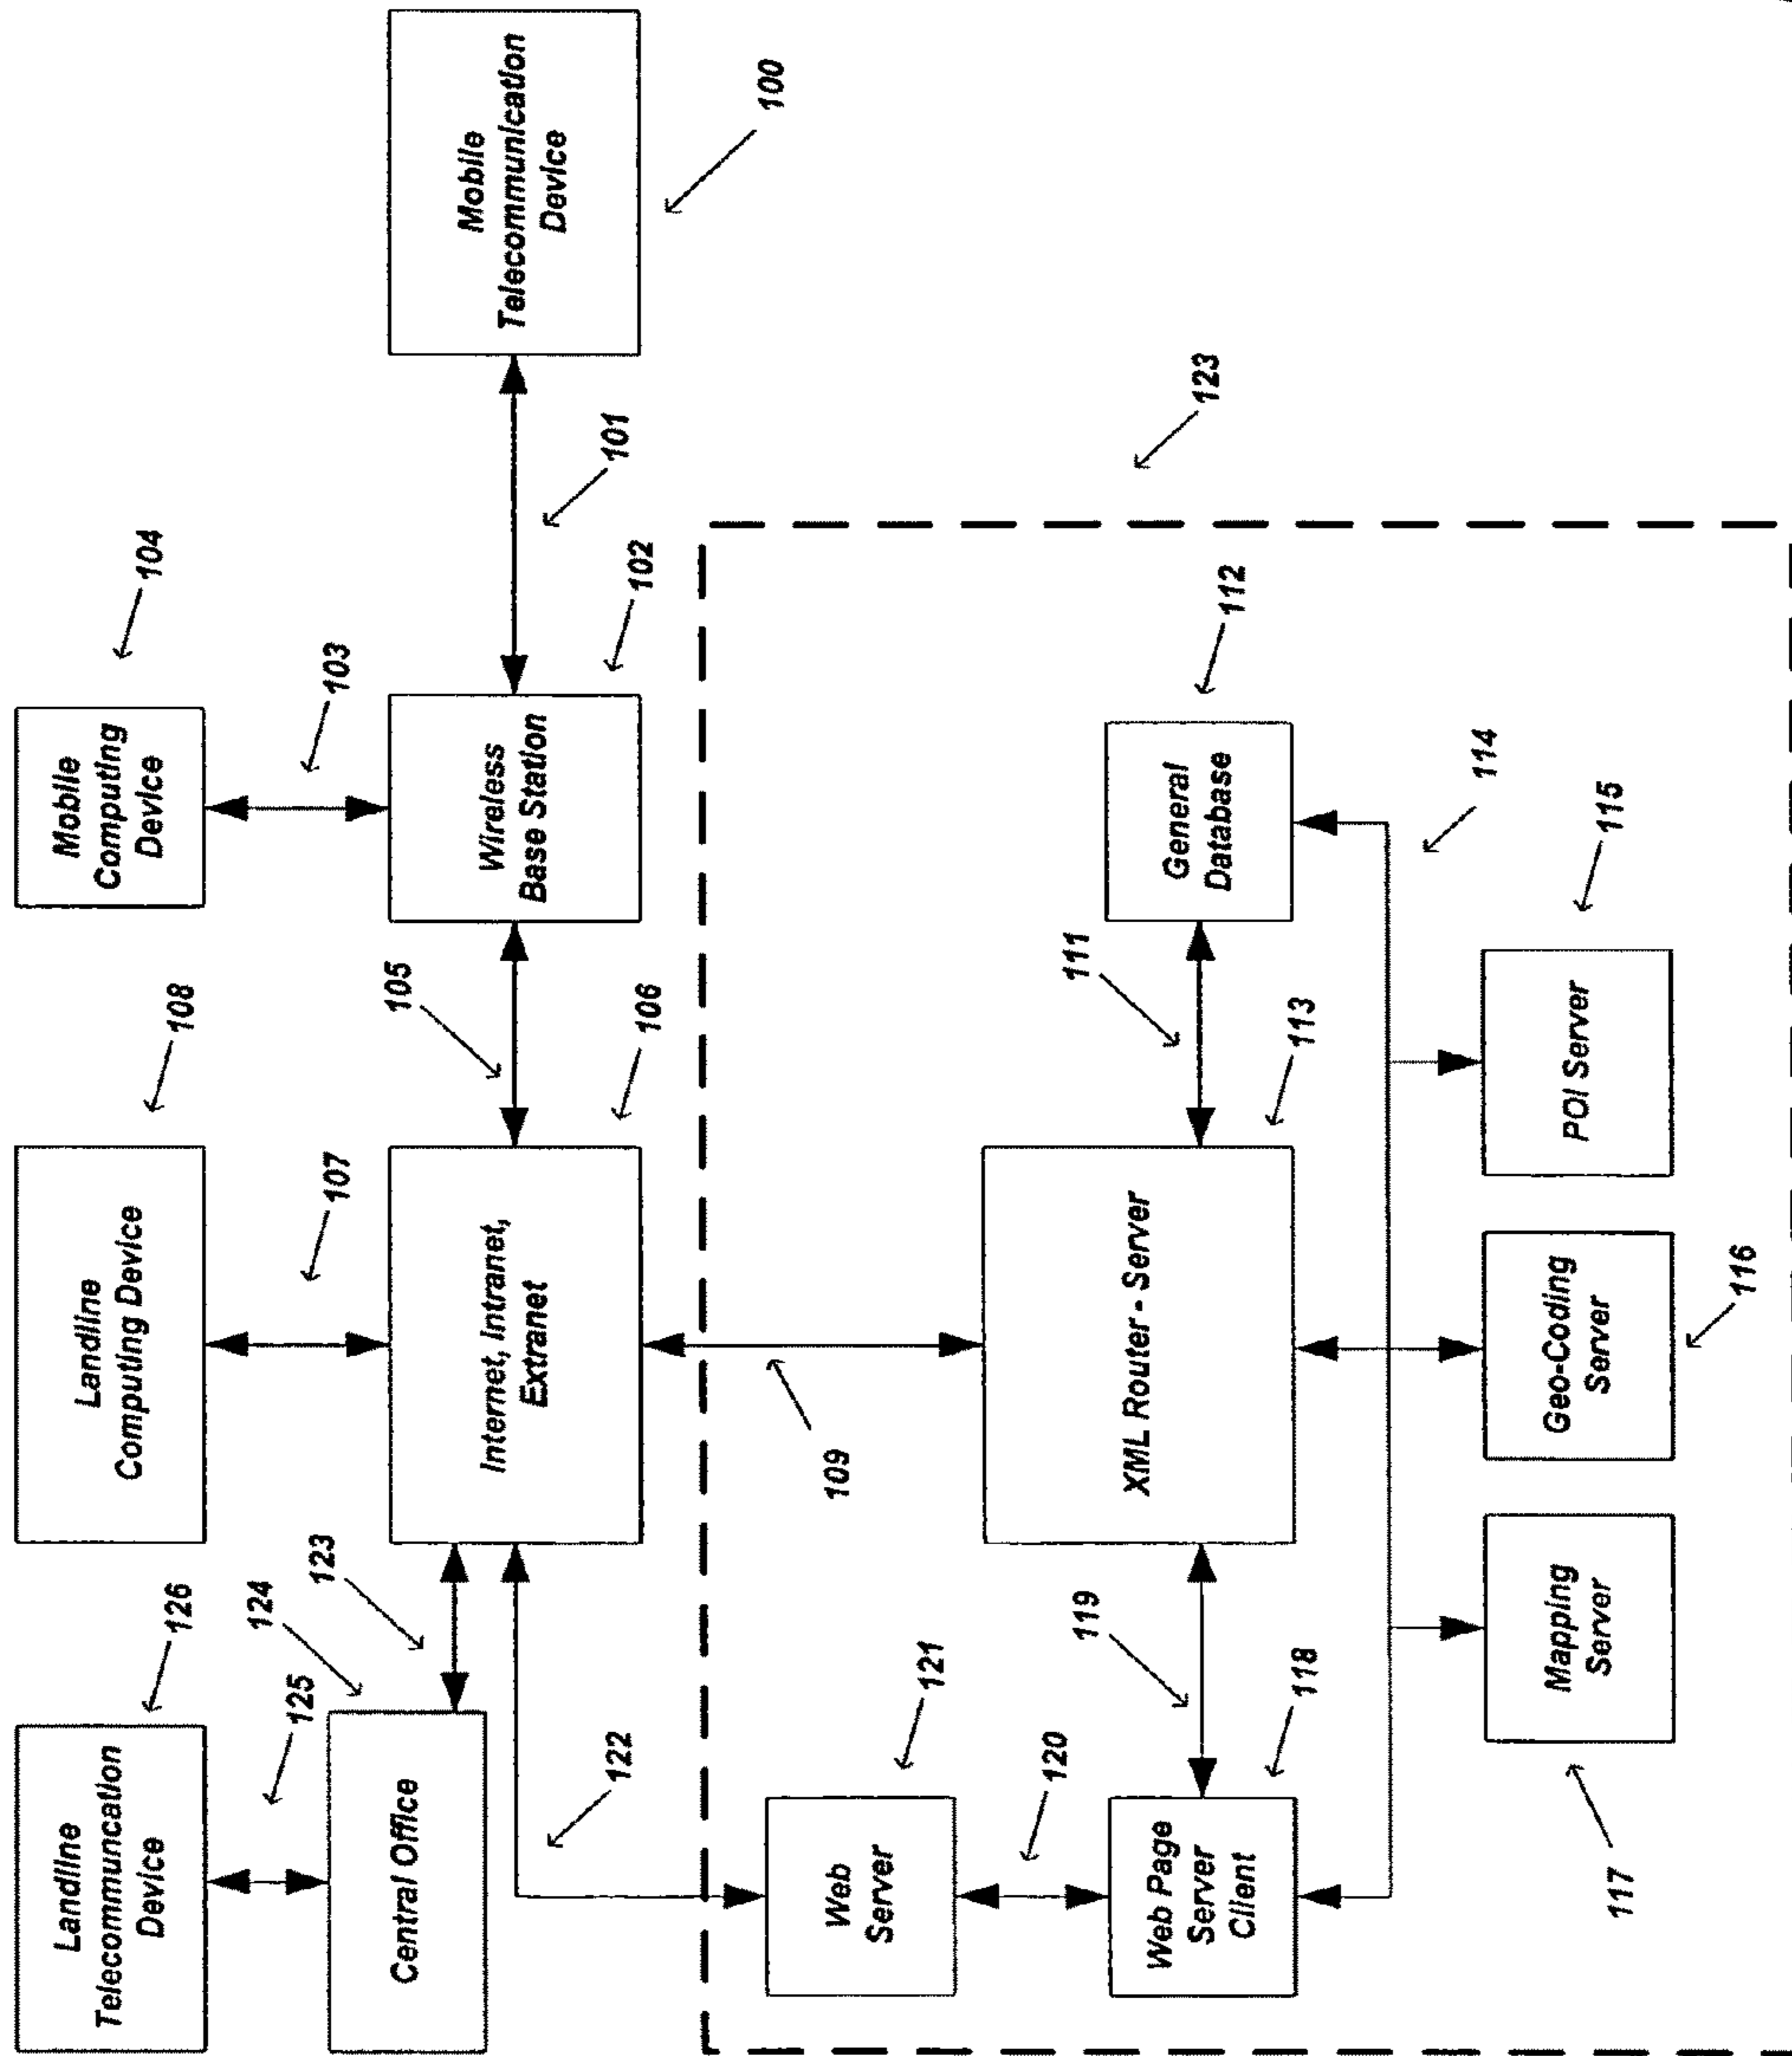 Landline
Telecommuncation
Device
126
Landline
Computing Device
108
Mobile
Computing
Device
104
125
124
123
107
103
Central Office
Internet, Intranet,
Extranet
105
Wireless
Base Station
Mobile
Telecommunication
Device
122
106
102
101
100
109
123
Web
Server
121
120
119
111
Web Page
Server
Client
118
XML Router - Server
113
General
Database
112
114
Mapping
Server
Geo-Coding
Server
POI Server
115
117
116